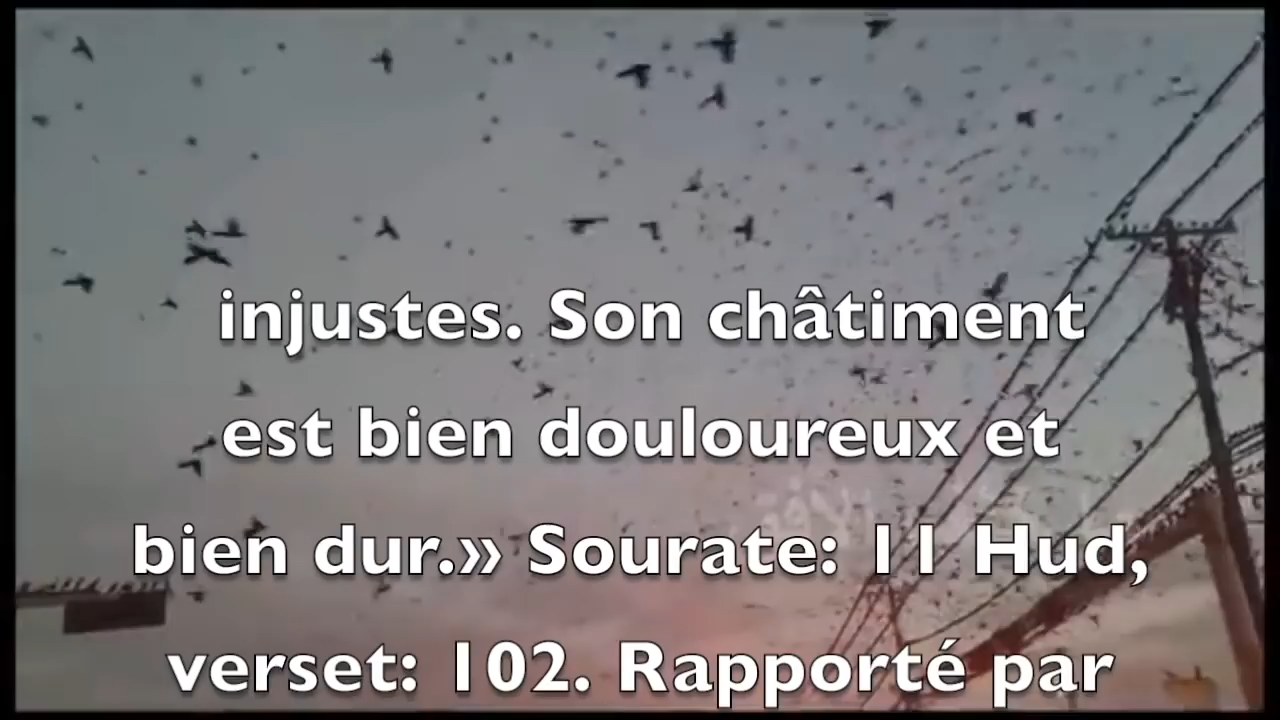 injustes. Son châtiment
est bien douloureux et
bien dur.» Sourate: 11 Hud,
verset: 102. Rapporté par